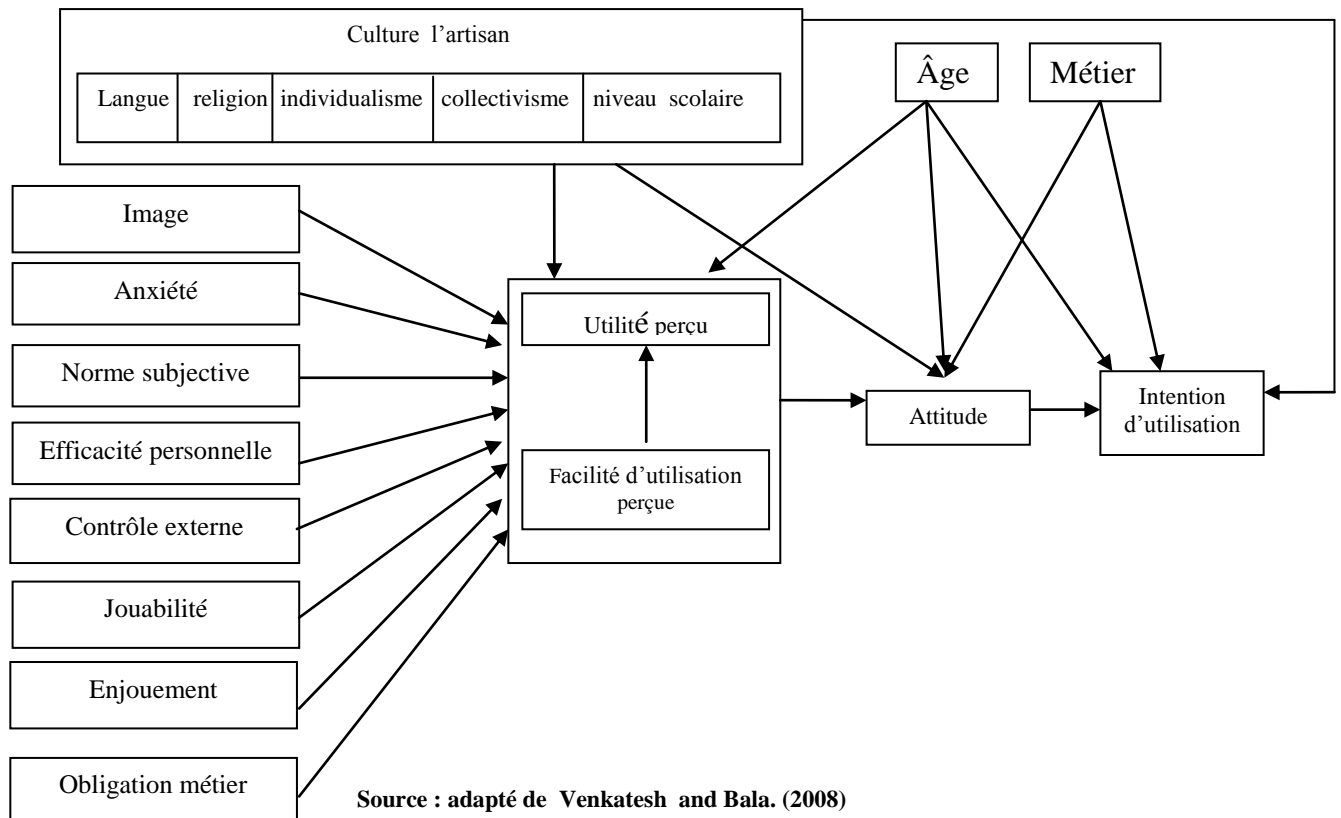 Culture l'artisan
Langue religion individualisme collectivisme niveau scolaire
Âge
Métier
Image
Anxiété
Norme subjective
Efficacité personnelle
Contrôle externe
Jouabilité
Enjouement
Obligation métier
Utilité perçu
Facilité d'utilisation
perçue
Attitude
Intention
d'utilisation
Source : adapté de Venkatesh and Bala. (2008)